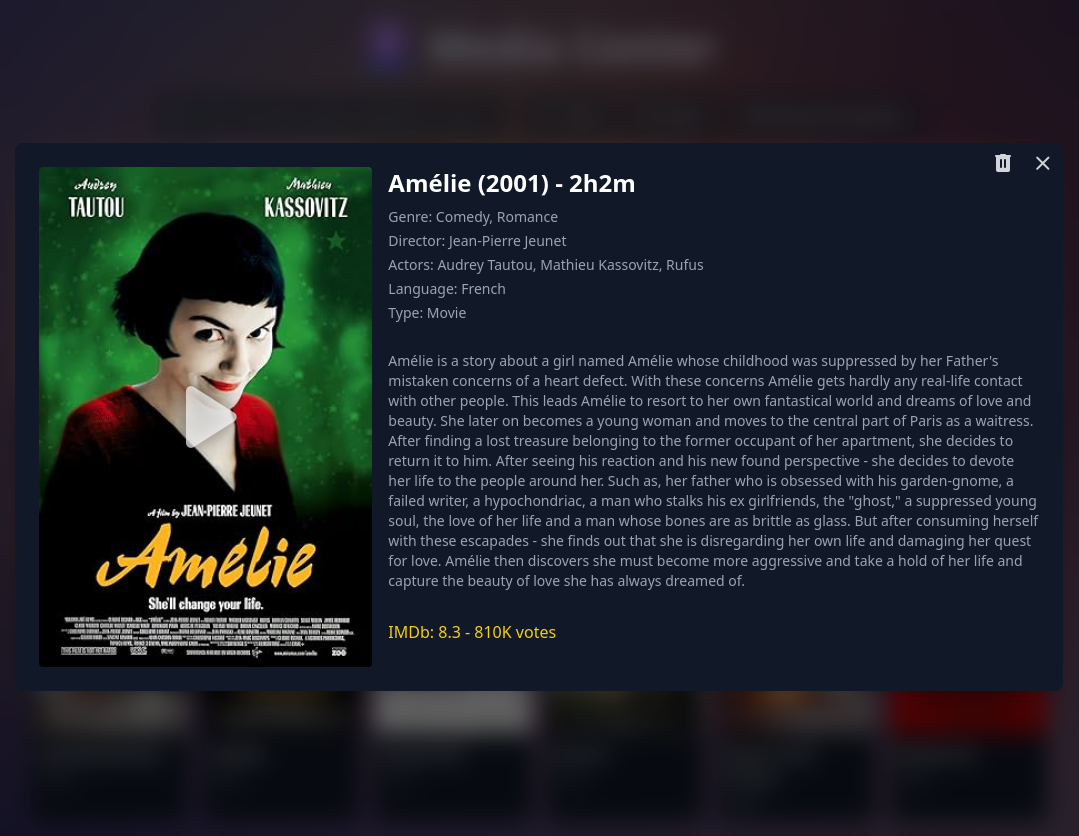 Media Center
Amélie (2001) - 2h2m
Audrey Mathieu
TAUTOU KASSOVITZ
Genre: Comedy, Romance
Director: Jean-Pierre Jeunet
Actors: Audrey Tautou, Mathieu Kassovitz, Rufus
Language: French
Type: Movie
Amélie is a story about a girl named Amélie whose childhood was suppressed by her Father's
mistaken concerns of a heart defect. With these concerns Amélie gets hardly any real-life contact
with other people. This leads Amélie to resort to her own fantastical world and dreams of love and
beauty. She later on becomes a young woman and moves to the central part of Paris as a waitress.
After finding a lost treasure belonging to the former occupant of her apartment, she decides to
return it to him. After seeing his reaction and his new found perspective - she decides to devote
her life to the people around her. Such as, her father who is obsessed with his garden-gnome, a
failed writer, a hypochondriac, a man who stalks his ex girlfriends, the "ghost," a suppressed young
soul, the love of her life and a man whose bones are as brittle as glass. But after consuming herself
with these escapades - she finds out that she is disregarding her own life and damaging her quest
for love. Amélie then discovers she must become more aggressive and take a hold of her life and
capture the beauty of love she has always dreamed of.
A film by JEAN-PIERRE JEUNET
Amélie
She'll change your life.
IMDb: 8.3 - 810K votes